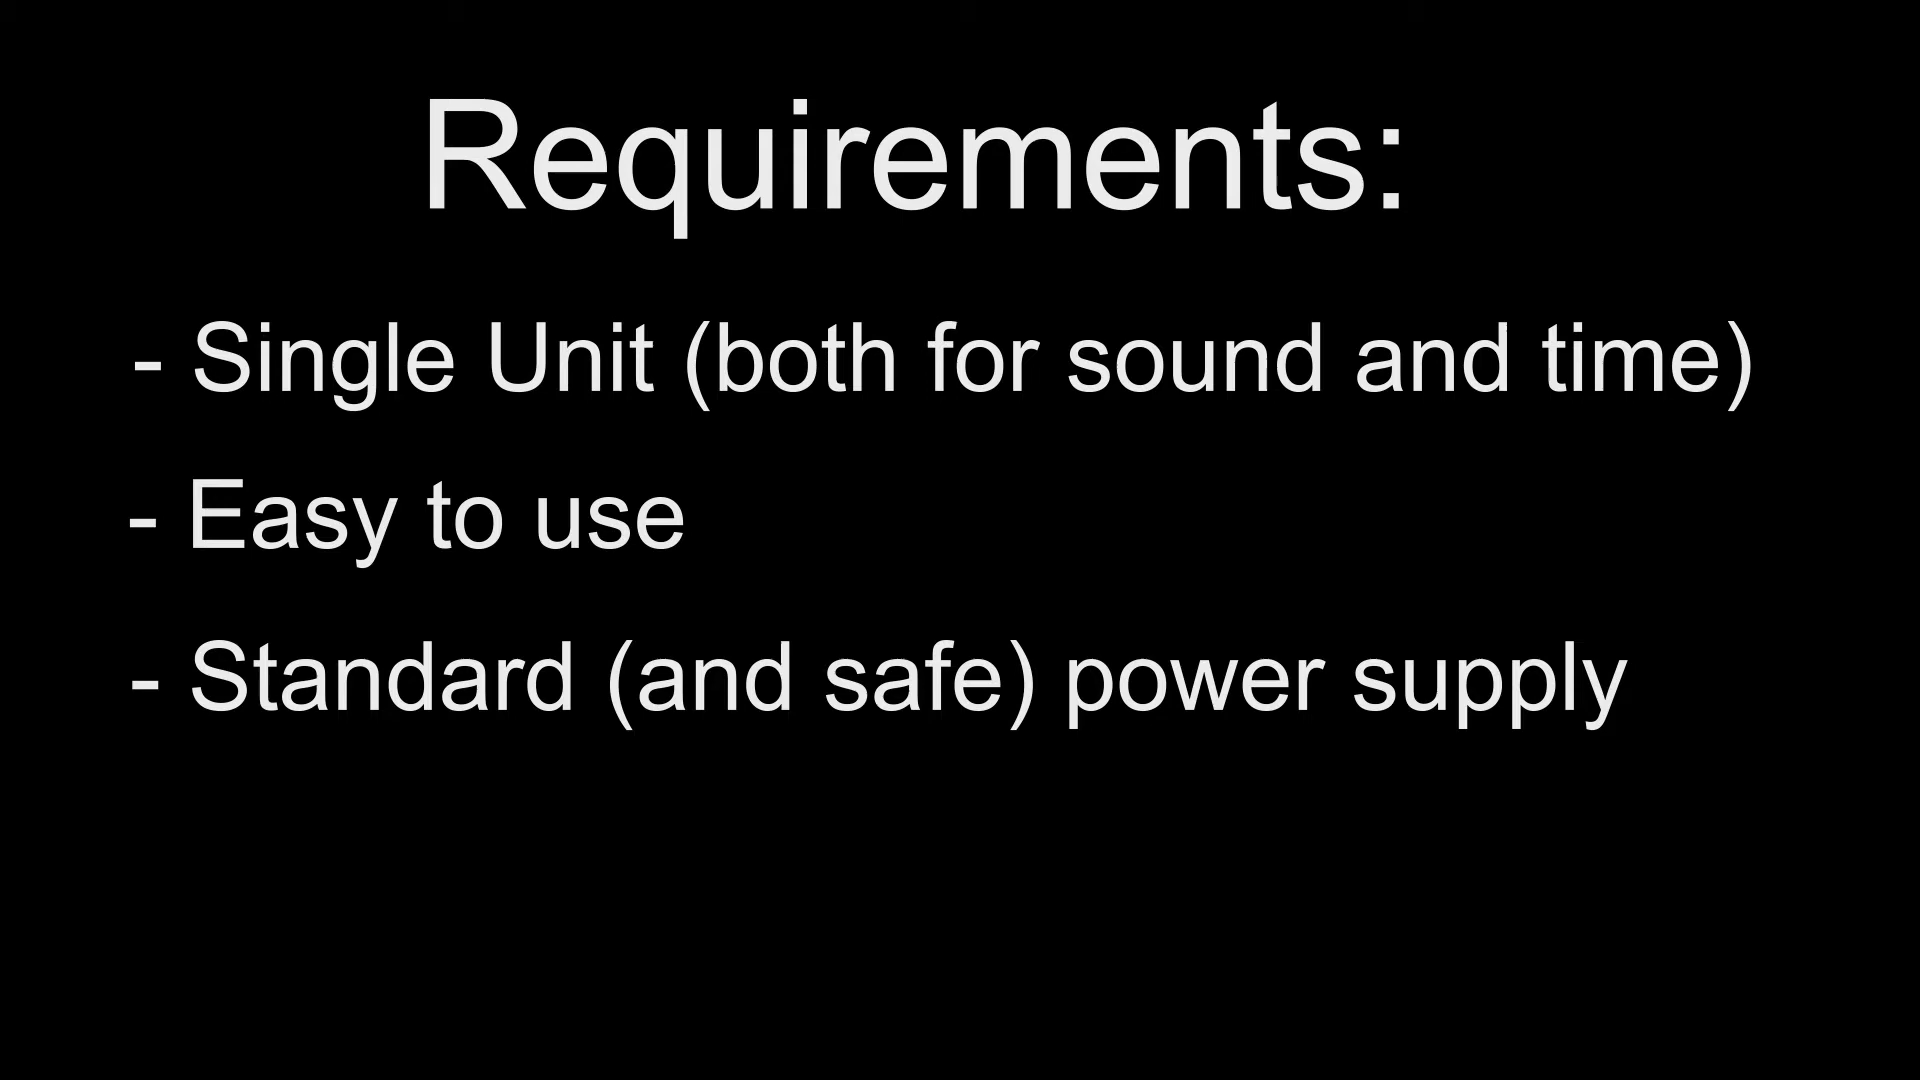 Requirements:
- Single Unit (both for sound and time)
- Easy to use
- Standard (and safe) power supply